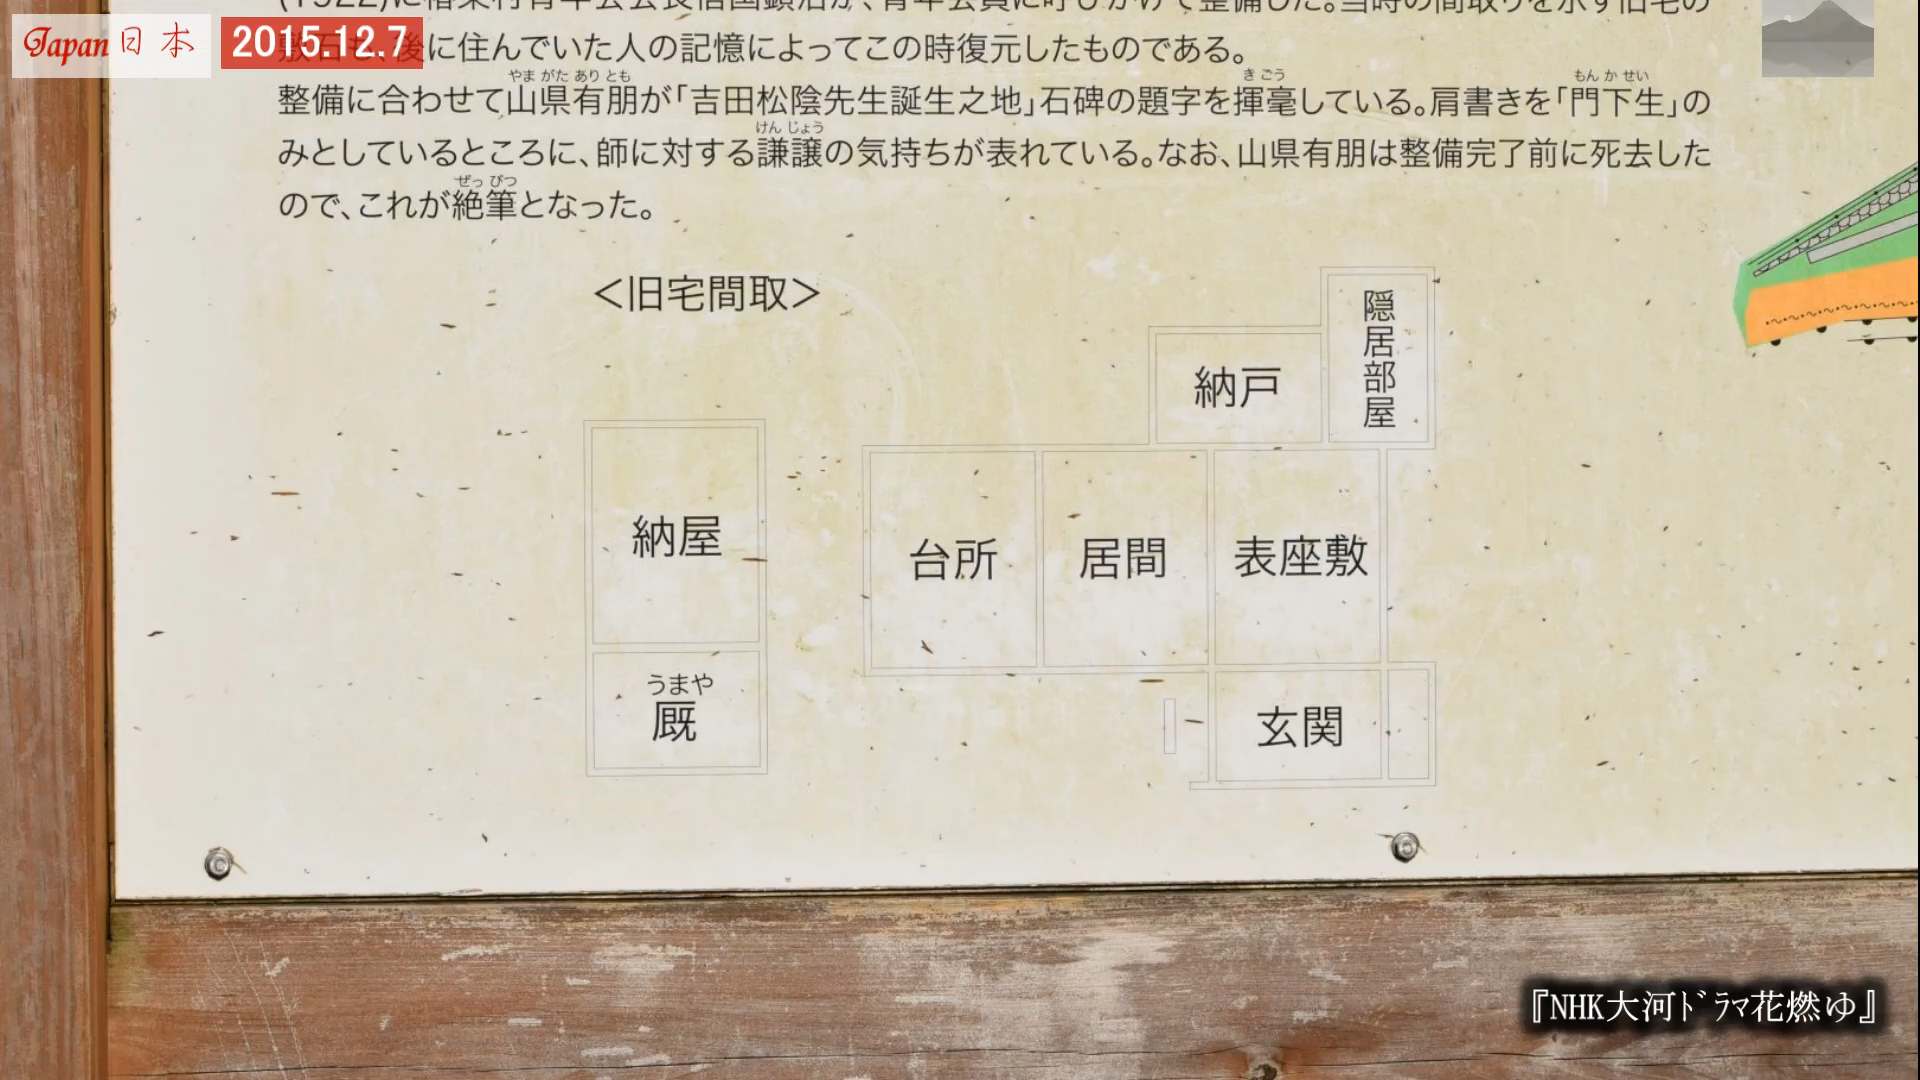 Japan日本
2015.12.7
に住んでいた人の記憶によってこの時復元したものである。
やまがたありとも
きごう
もんかせい
整備に合わせて山県有朋が「吉田松陰先生誕生之地」石碑の題字を揮毫している。肩書きを「門下生」の
けんじょう
みとしているところに、師に対する謙譲の気持ちが表れている。なお、山県有朋は整備完了前に死去した
ぜっぴつ
ので、これが絶筆となった。
<旧宅間取>
隠居部屋
納戸
納屋
台所
居間
表座敷
うまや
厩
玄関
『NHK大河ドラマ花燃ゆ』